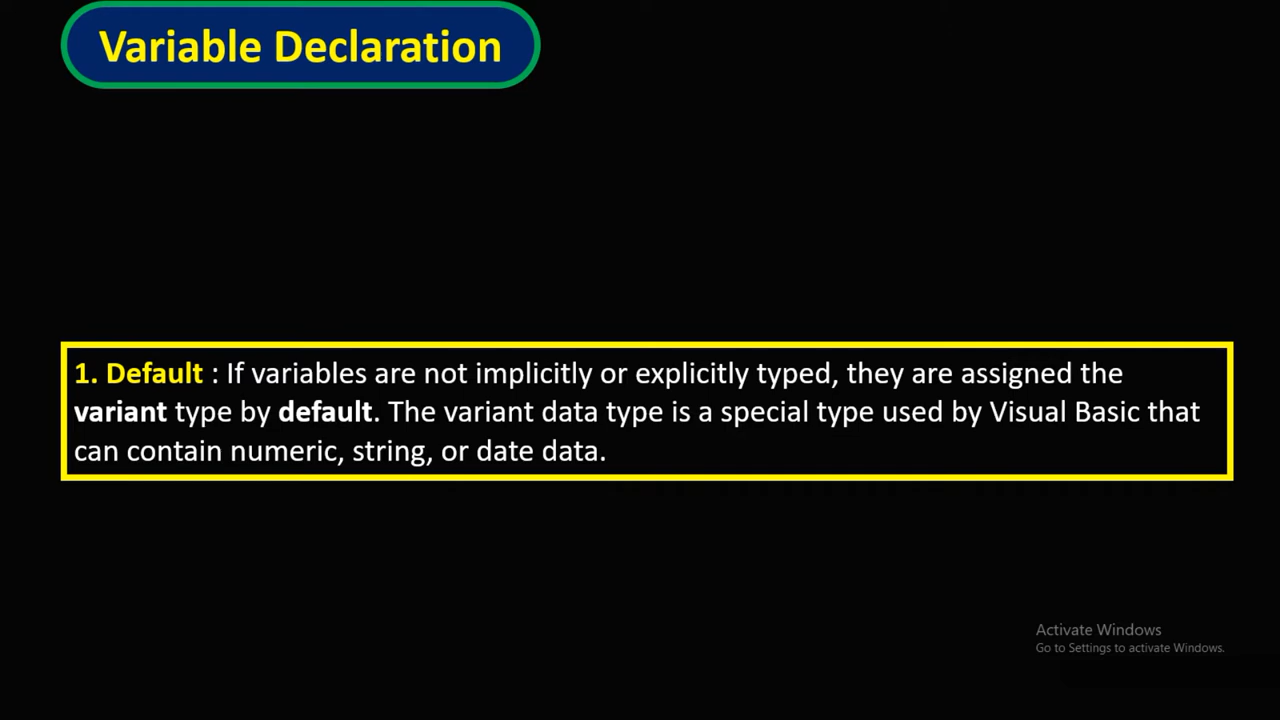 Variable Declaration
1. Default : If variables are not implicitly or explicitly typed, they are assigned the
variant type by default. The variant data type is a special type used by Visual Basic that
can contain numeric, string, or date data.
Activate Windows
Go to Settings to activate Windows.